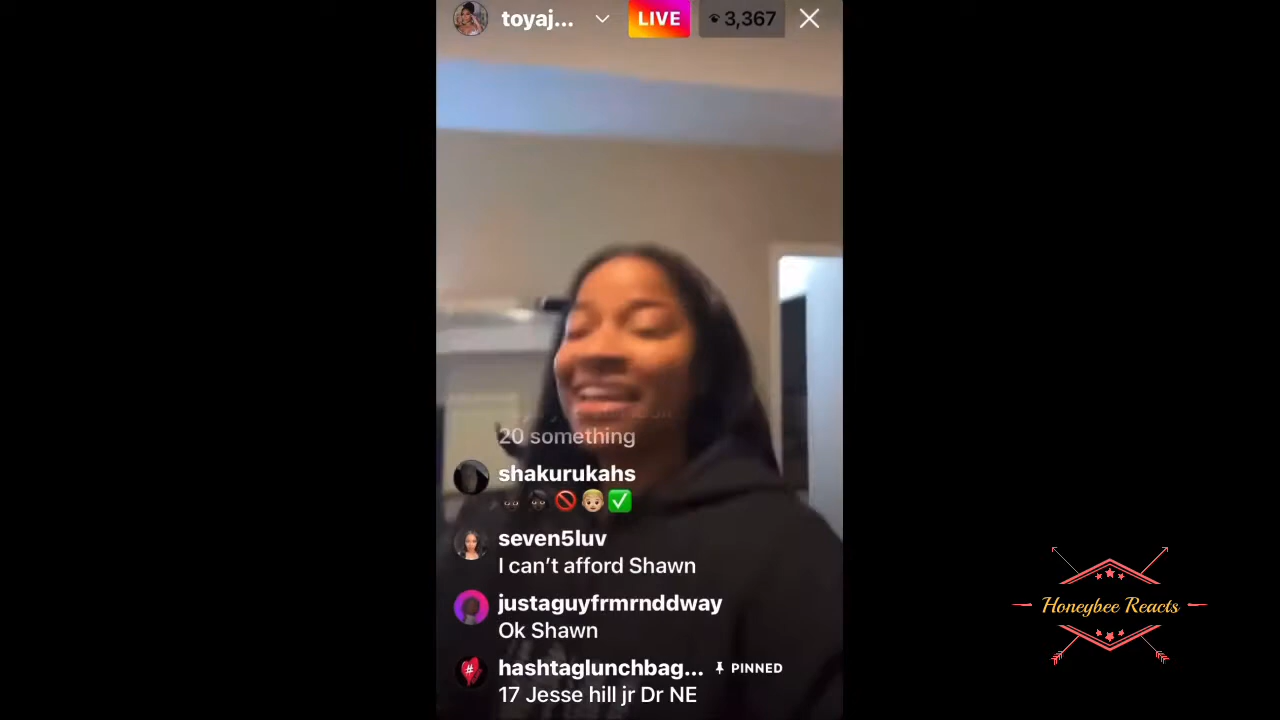 toyaj...
LIVE
3,367
20 something
shakurukahs
seven5luv
I can't afford Shawn
justaguyfrmrnddway
Ok Shawn
hashtaglunchbag... PINNED
17 Jesse hill jr Dr NE
Honeybee Reacts